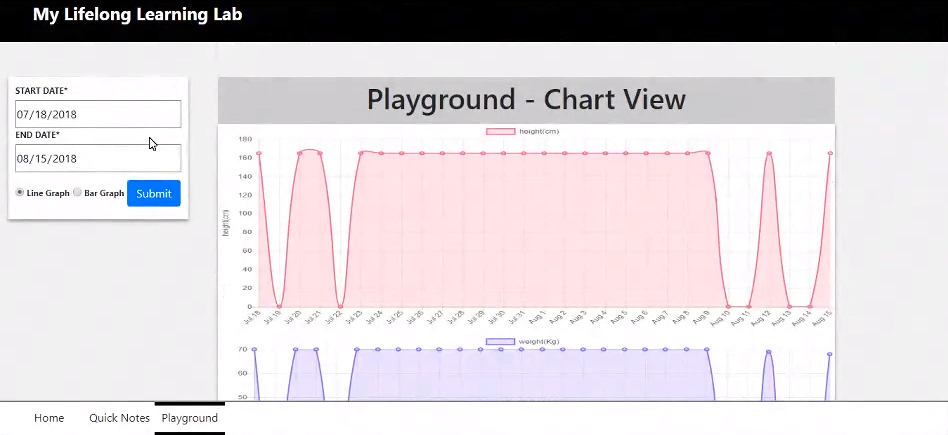 My Lifelong Learning Lab
START DATE*
07/18/2018
END DATE*
08/15/2018
Line Graph Bar Graph Submit
Playground - Chart View
height(cm)
180
160
140
120
100
80
60
40
20
0
height(cm)
Jul 18 Jul 19 Jul 20 Jul 21 Jul 22 Jul 23 Jul 24 Jul 25 Jul 26 Jul 27 Jul 28 Jul 29 Jul 30 Jul 31 Aug 1 Aug 2 Aug 3 Aug 4 Aug 5 Aug 6 Aug 7 Aug 8 Aug 9 Aug 10 Aug 11 Aug 12 Aug 13 Aug 14 Aug 15
weight(Kg)
70
60
50
Home Quick Notes Playground